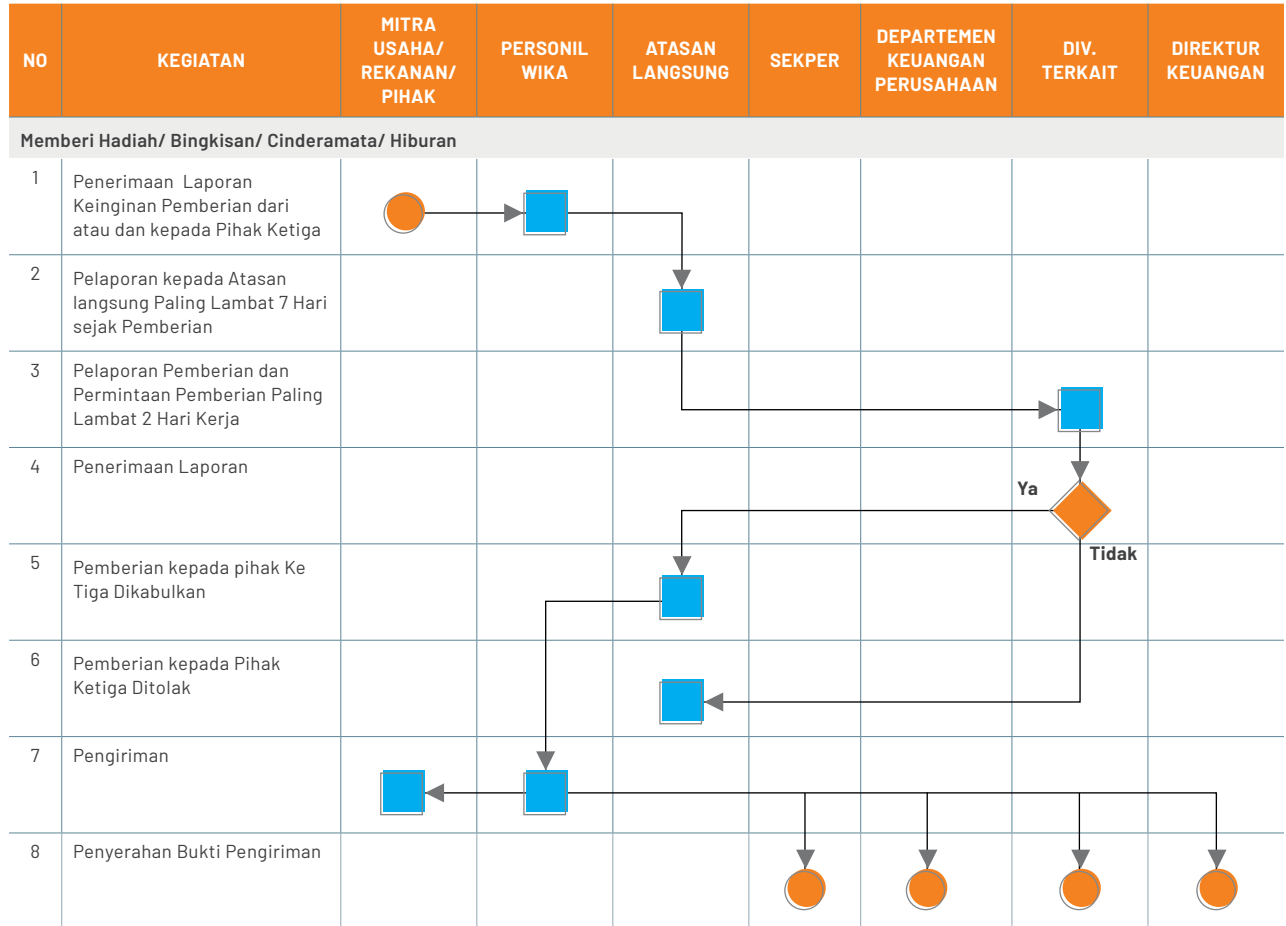 NO
KEGIATAN
MITRA
USAHA/
REKANAN/
PIHAK
PERSONIL
WIKA
ATASAN
LANGSUNG
SEKPER
DEPARTEMEN
KEUANGAN
PERUSAHAAN
DIV.
TERKAIT
DIREKTUR
KEUANGAN
Memberi Hadiah/ Bingkisan/ Cinderamata/ Hiburan
1
Penerimaan Laporan
Keinginan Pemberian dari
atau dan kepada Pihak Ketiga
2
Pelaporan kepada Atasan
langsung Paling Lambat 7 Hari
sejak Pemberian
3
Pelaporan Pemberian dan
Permintaan Pemberian Paling
Lambat 2 Hari Kerja
4
Penerimaan Laporan
Ya
Tidak
5
Pemberian kepada pihak Ke
Tiga Dikabulkan
6
Pemberian kepada Pihak
Ketiga Ditolak
7
Pengiriman
8
Penyerahan Bukti Pengiriman